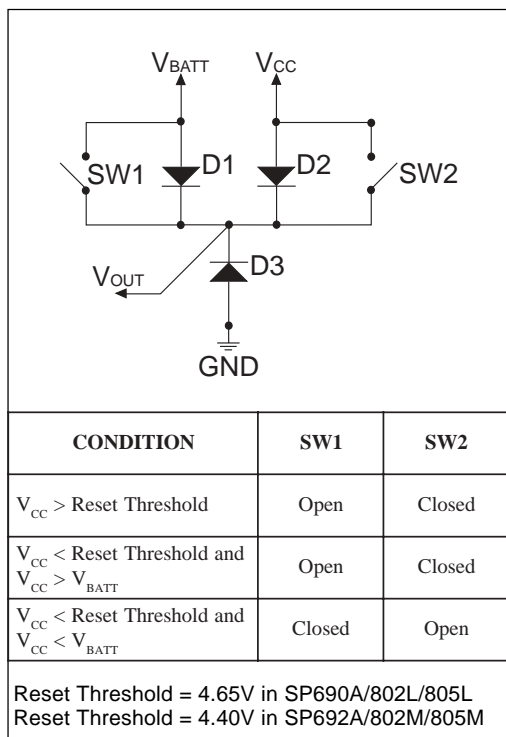 VBATT VCC
SW1 D1 D2 SW2
VOUT D3
GND
CONDITION SW1 SW2
VCC > Reset Threshold Open Closed
VCC < Reset Threshold and
VCC > VBATT Open Closed
VCC < Reset Threshold and
VCC < VBATT Closed Open
Reset Threshold = 4.65V in SP690A/802L/805L
Reset Threshold = 4.40V in SP692A/802M/805M